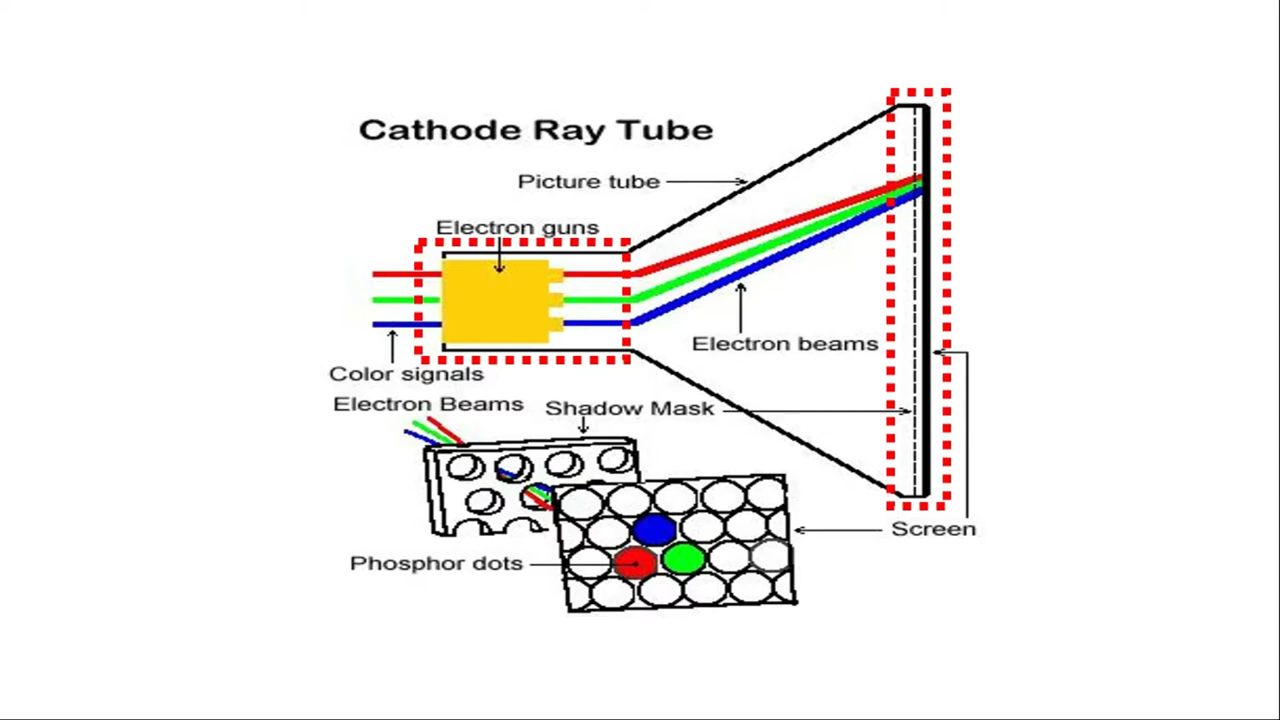 Cathode Ray Tube
Picture tube
Electron guns
Electron beams
Color signals
Electron Beams
Shadow Mask
Screen
Phosphor dots